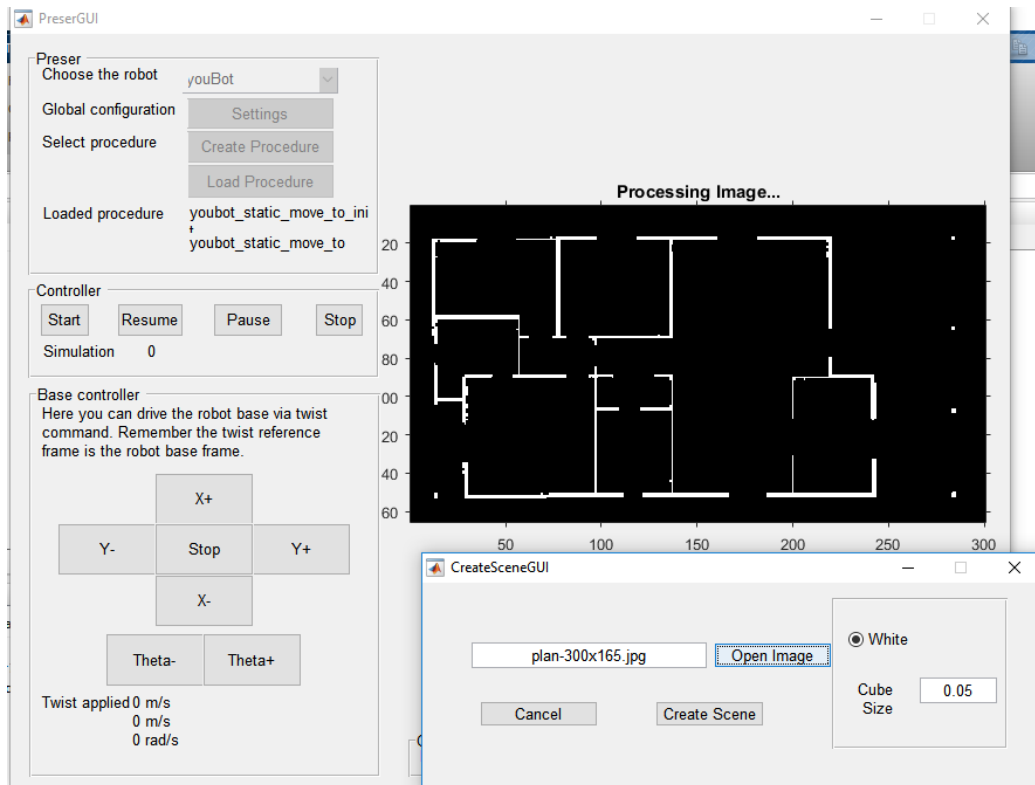 PreserGUI
Preser
Choose the robot
youBot
Global configuration
Settings
Select procedure
Create Procedure
Load Procedure
Loaded procedure
youbot_static_move_to_ini
youbot_static_move_to
Controller
Start
Resume
Pause
Stop
Simulation 0
Base controller
Here you can drive the robot base via twist
command. Remember the twist reference
frame is the robot base frame.
X+
Y-
Stop
Y+
X-
Theta-
Theta+
Twist applied 0 m/s
0 m/s
0 rad/s
Processing Image...
20
40
60
80
00
20
40
60
50
100
150
200
250
300
CreateSceneGUI
plan-300x165.jpg
Open Image
Cancel
Create Scene
White
Cube
Size
0.05